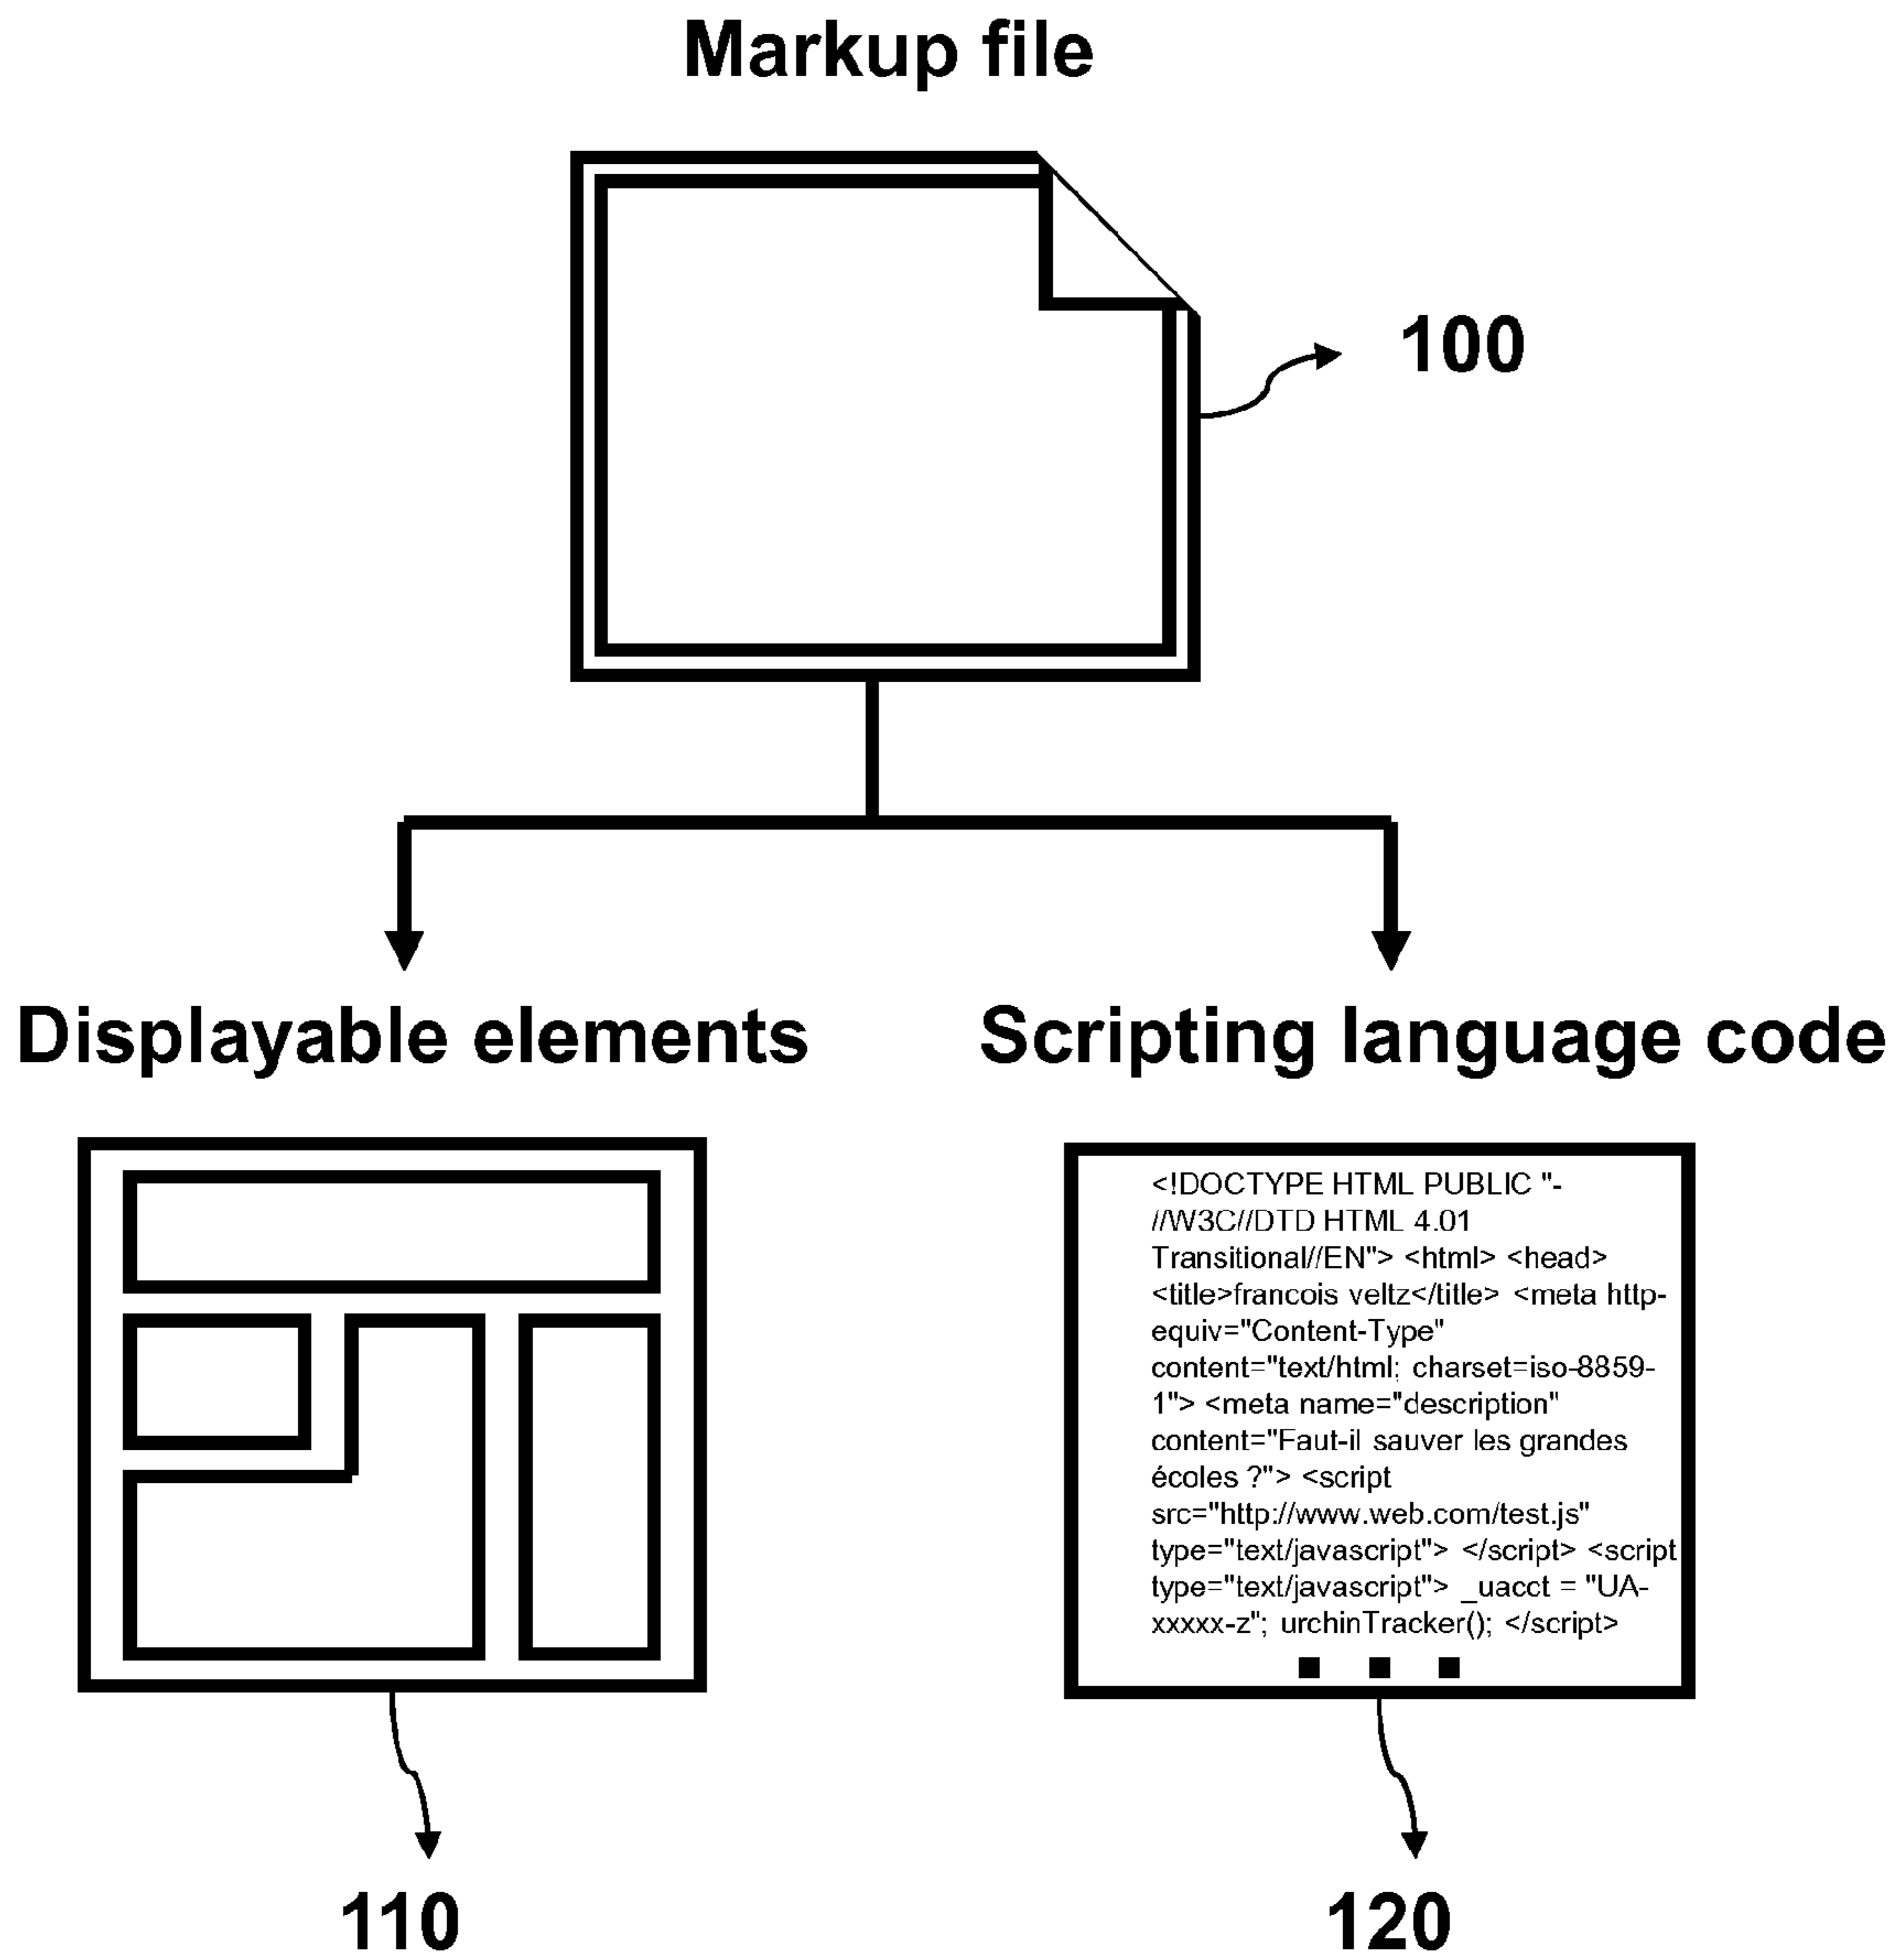 Markup file
100
Displayable elements
Scripting language code
<!DOCTYPE HTML PUBLIC "-
//W3C//DTD HTML 4.01
Transitional//EN"> <html> <head>
<title>francois veltz</title> <meta http-
equiv="Content-Type"
content="text/html; charset=iso-8859-
1"> <meta name="description"
content="Faut-il sauver les grandes
écoles ?"> <script
src="http://www.web.com/test.js"
type="text/javascript"> </script> <script
type="text/javascript"> _uacct = "UA-
xxxxx-z"; urchinTracker(); </script>
110
120